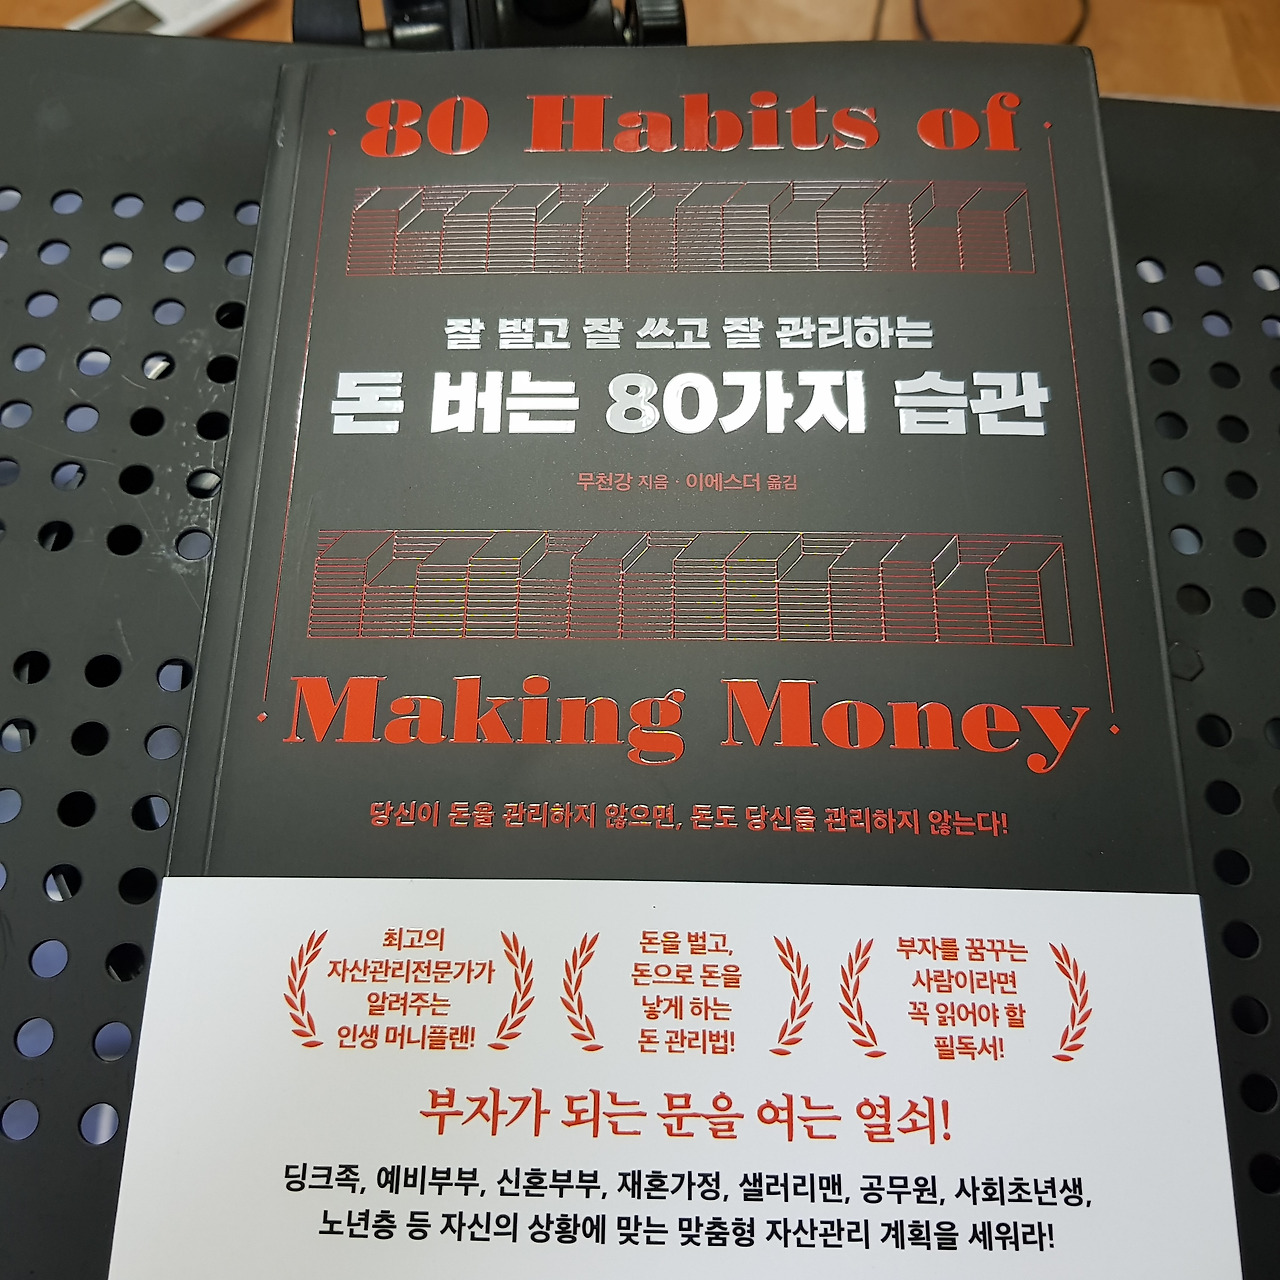 80 Habits of
잘 벌고 잘 쓰고 잘 관리하는
돈 버는 80가지 습관
무천강 지음 · 이에스더 옮김
Making Money
당신이 돈을 관리하지 않으면, 돈도 당신을 관리하지 않는다!
최고의
자산관리전문가가
알려주는
인생 머니플랜!
돈을 벌고,
돈으로 돈을
낳게 하는
돈 관리법!
부자를 꿈꾸는
사람이라면
꼭 읽어야 할
필독서!
부자가 되는 문을 여는 열쇠!
딩크족, 예비부부, 신혼부부, 재혼가정, 샐러리맨, 공무원, 사회초년생,
노년층 등 자신의 상황에 맞는 맞춤형 자산관리 계획을 세워라!